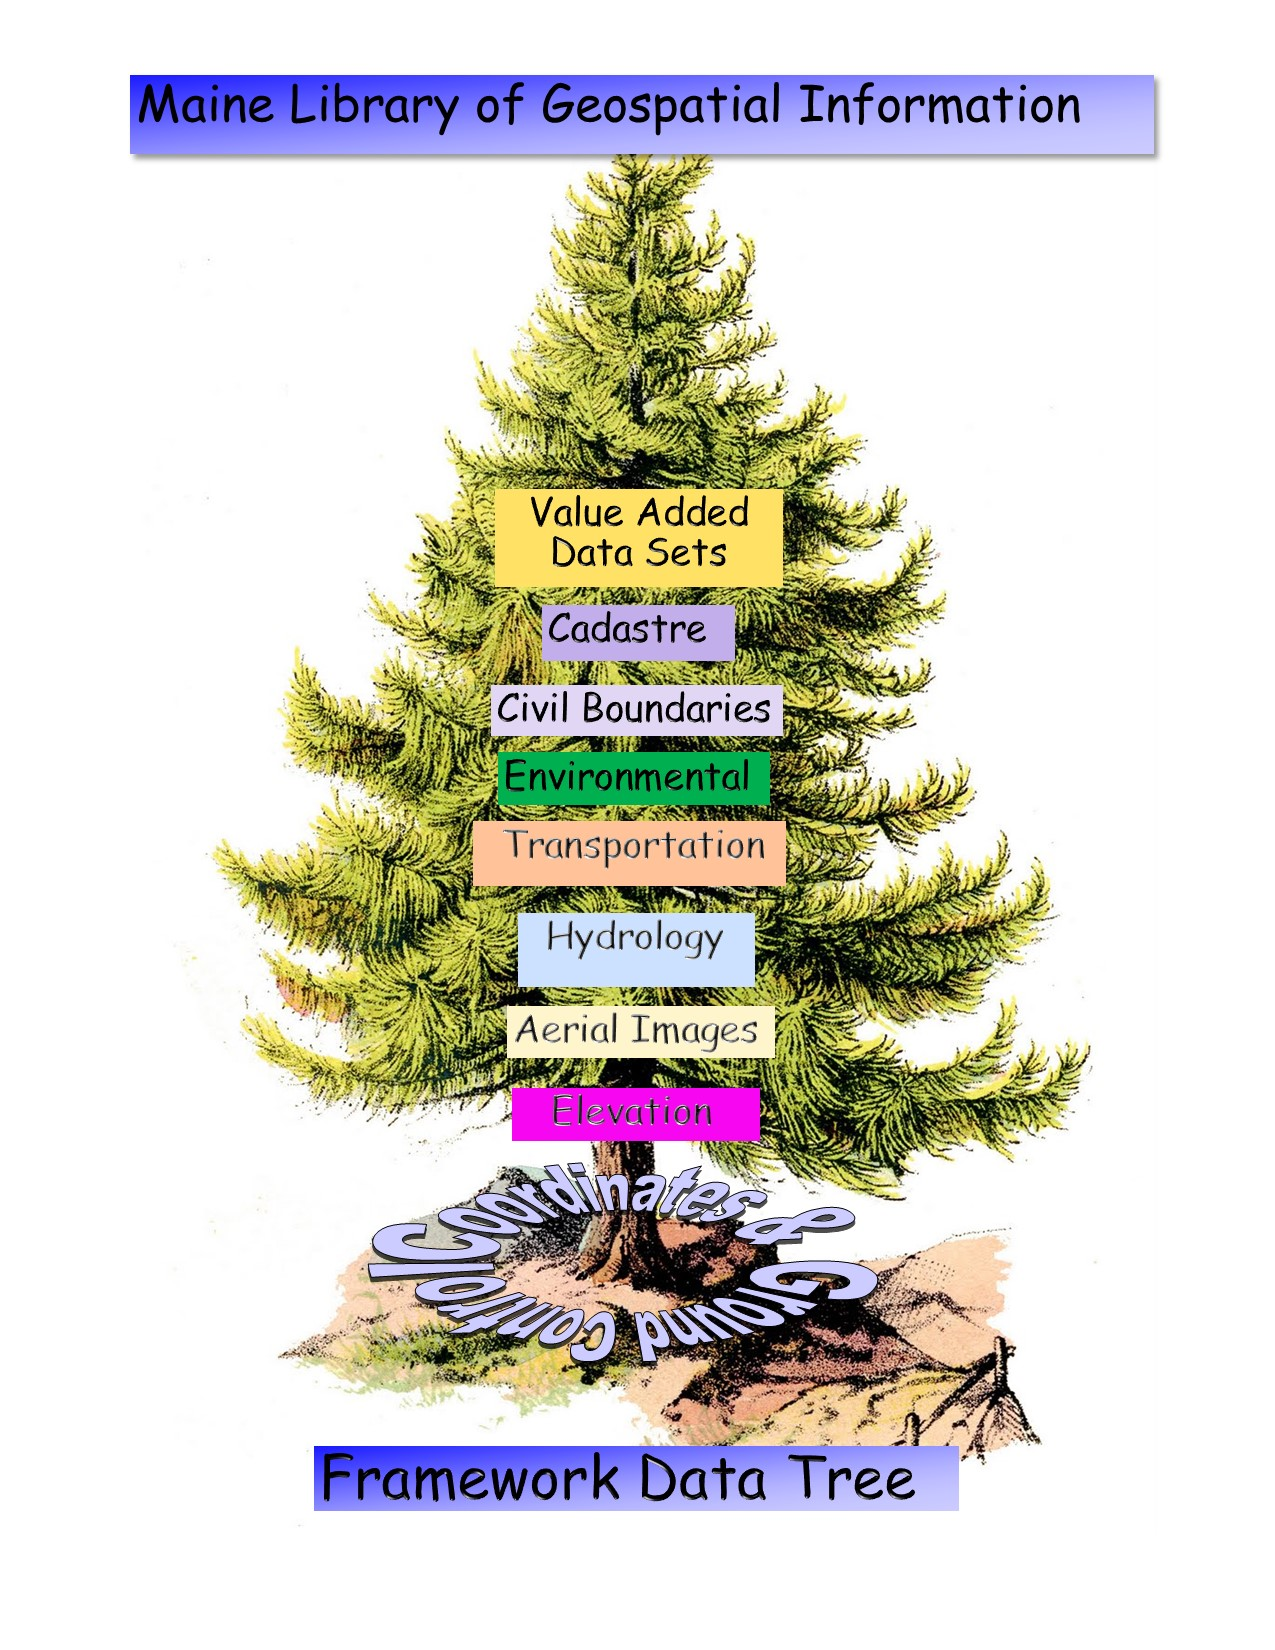 Maine Library of Geospatial Information
Value Added
Data Sets
Cadastre
Civil Boundaries
Environmental
Transportation
Hydrology
Aerial Images
Elevation
Coordinates & Ground Control
Framework Data Tree